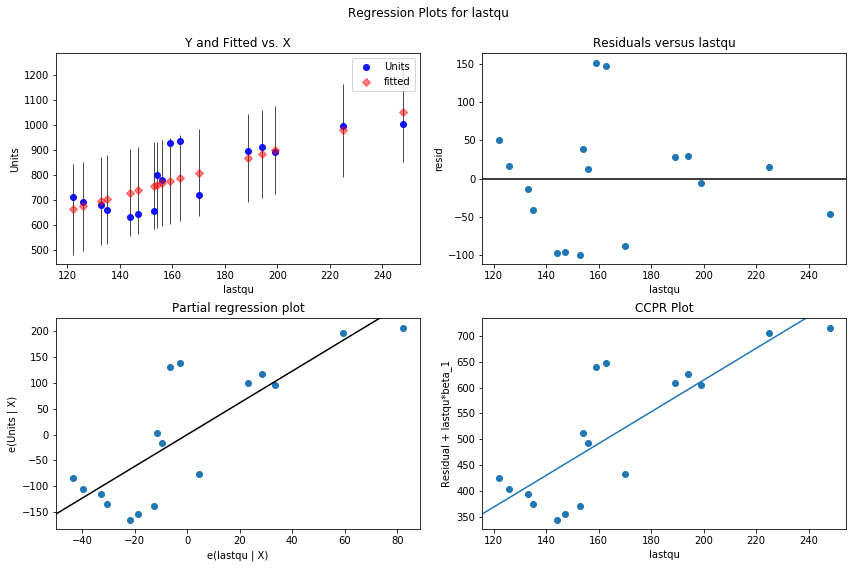 Regression Plots for lastqu
Y and Fitted vs. X
Units
1200
1100
1000
900
800
700
600
500
Units
fitted
120 140 160 180 200 220 240
lastqu
Residuals versus lastqu
resid
150
100
50
0
−50
−100
120 140 160 180 200 220 240
lastqu
Partial regression plot
e(Units | X)
200
150
100
50
0
−50
−100
−150
−40 −20 0 20 40 60 80
e(lastqu | X)
CCPR Plot
Residual + lastqu*beta_1
700
650
600
550
500
450
400
350
120 140 160 180 200 220 240
lastqu